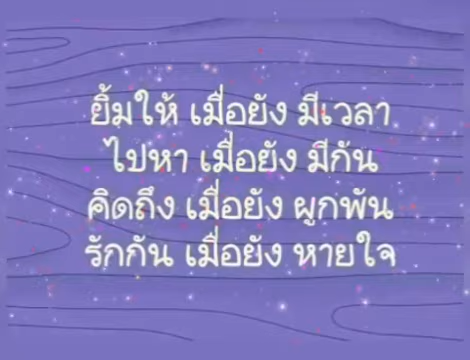 ยิ้มให้ เมื่อยัง มีเวลา
ไปหา เมื่อยัง มีกัน
คิดถึง เมื่อยัง ผูกพัน
รักกัน เมื่อยัง หายใจ